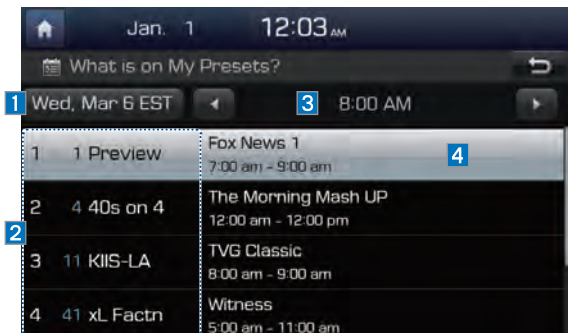 Jan. 1 12:03 AM
What is on My Presets?
1 Wed, Mar 6 EST 3 8:00 AM
1 1 Preview Fox News 1 4
7:00 am - 9:00 am
2 4 40s on 4 The Morning Mash UP
12:00 am - 12:00 pm
2
3 11 KIIS-LA TVG Classic
8:00 am - 9:00 am
4 41 xL Factn Witness
5:00 am - 11:00 am